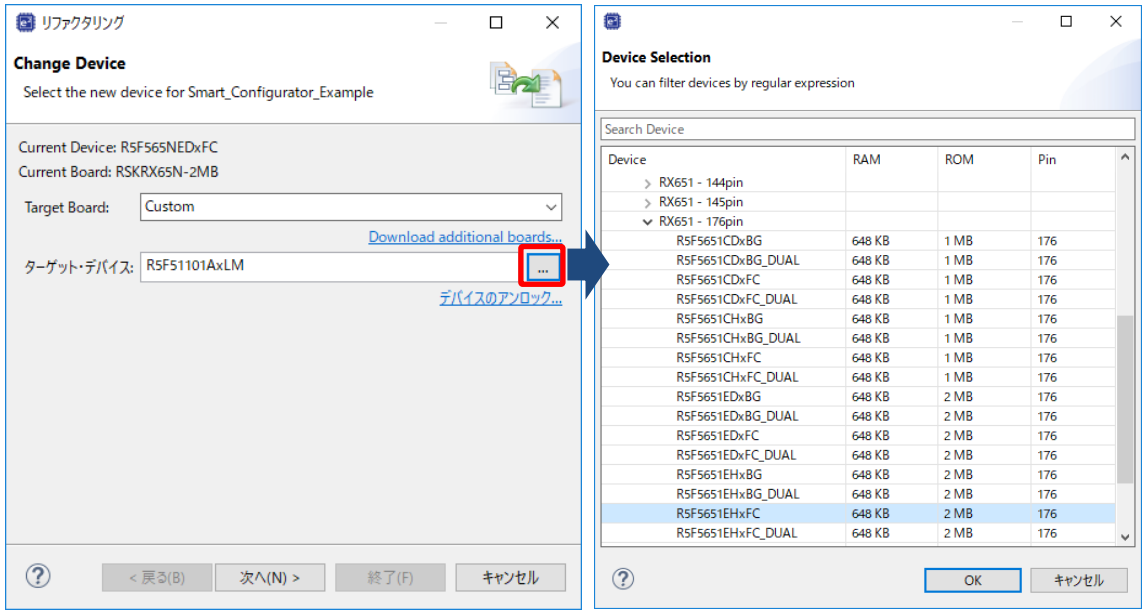 リファクタリング
Change Device
Select the new device for Smart_Configurator_Example
Current Device: R5F565NEDxFC
Current Board: RSKRX65N-2MB
Target Board: Custom
Download additional boards...
ターゲット・デバイス: R5F51101AxLM ...
デバイスのアンロック...
? < 戻る(B) 次へ(N) > 終了(F) キャンセル
Device Selection
You can filter devices by regular expression
Search Device
Device RAM ROM Pin
RX651 - 144pin
RX651 - 145pin
RX651 - 176pin
R5F5651CDxBG 648 KB 1 MB 176
R5F5651CDxBG_DUAL 648 KB 1 MB 176
R5F5651CDxFC 648 KB 1 MB 176
R5F5651CDxFC_DUAL 648 KB 1 MB 176
R5F5651CHxBG 648 KB 1 MB 176
R5F5651CHxBG_DUAL 648 KB 1 MB 176
R5F5651CHxFC 648 KB 1 MB 176
R5F5651CHxFC_DUAL 648 KB 1 MB 176
R5F5651EDxBG 648 KB 2 MB 176
R5F5651EDxBG_DUAL 648 KB 2 MB 176
R5F5651EDxFC 648 KB 2 MB 176
R5F5651EDxFC_DUAL 648 KB 2 MB 176
R5F5651EHxBG 648 KB 2 MB 176
R5F5651EHxBG_DUAL 648 KB 2 MB 176
R5F5651EHxFC 648 KB 2 MB 176
R5F5651EHxFC_DUAL 648 KB 2 MB 176
? OK キャンセル